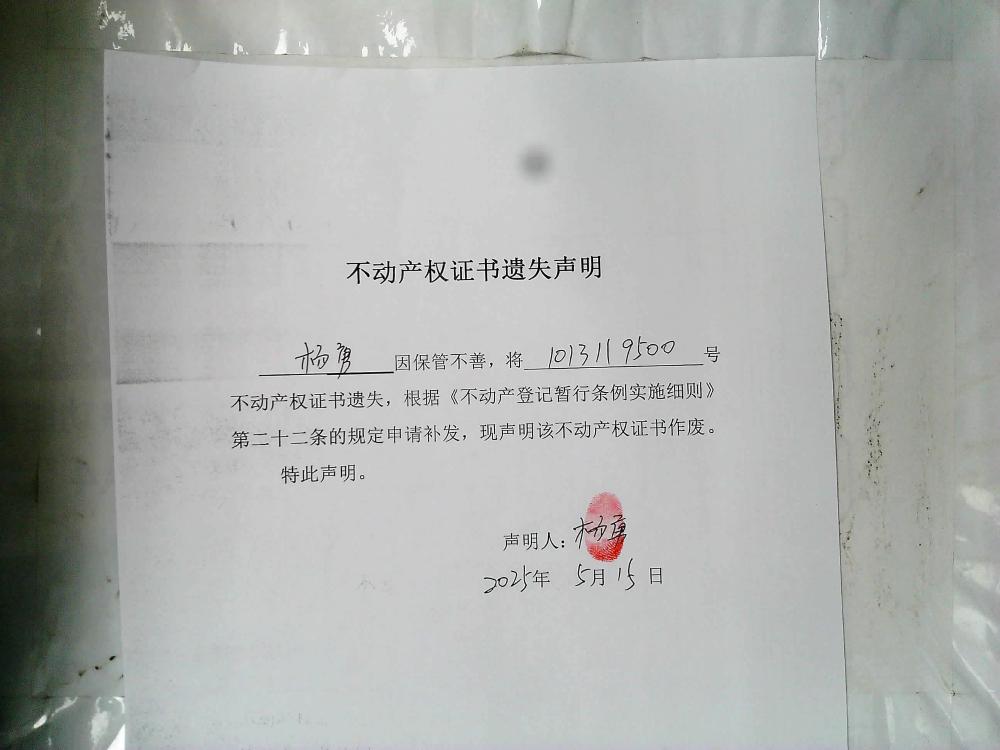 不动产权证书遗失声明
杨勇 因保管不善，将 1013119500 号
不动产权证书遗失，根据《不动产登记暂行条例实施细则》
第二十二条的规定申请补发，现声明该不动产权证书作废。
特此声明。
声明人：杨勇
2025年 5月15日